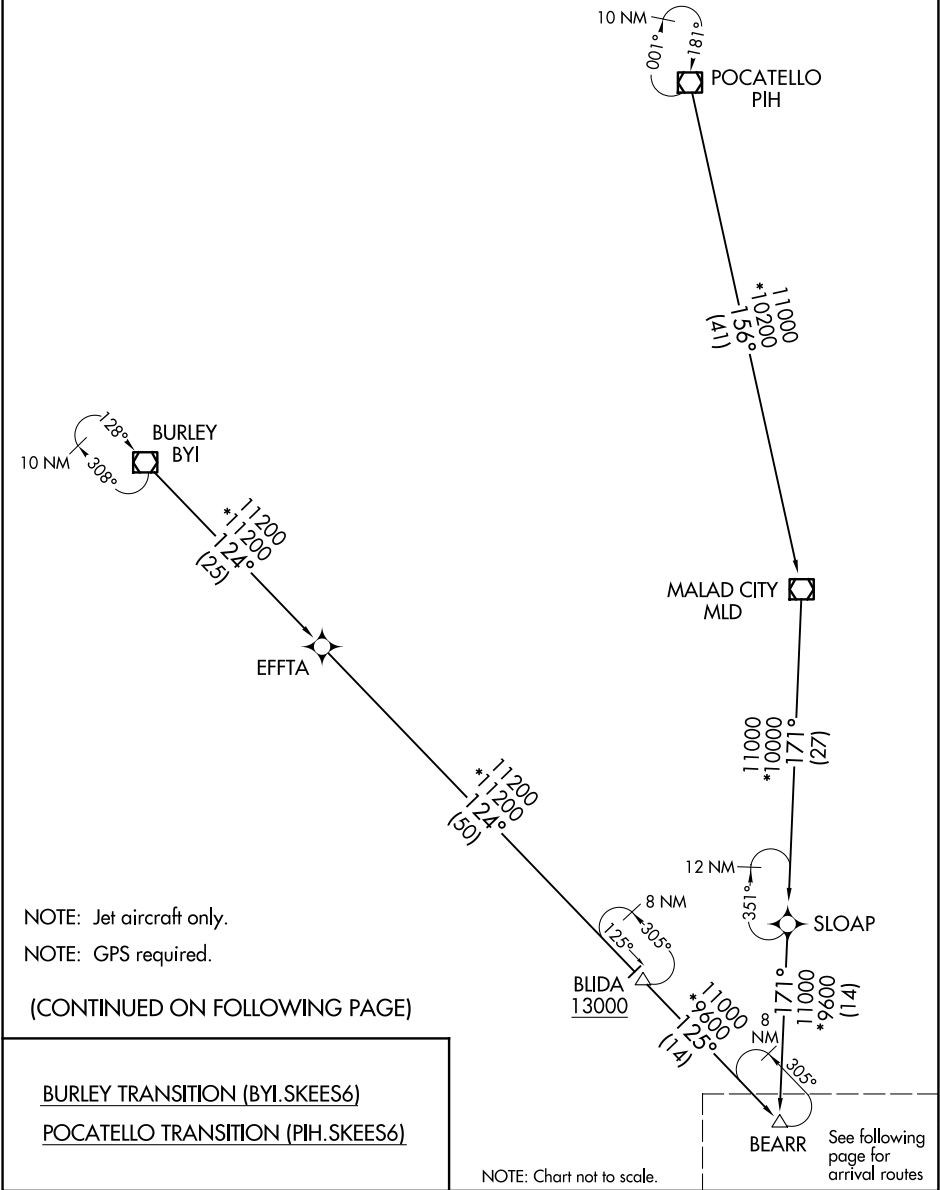 10 NM
001°
181°
POCATELLO
PIH
11000
*10200
156°
(41)
128°
308°
10 NM
BURLEY
BYI
11200
*11200
124°
(25)
EFFTA
MALAD CITY
MLD
11000
*10000
171°
(27)
11200
*11200
124°
(50)
12 NM
351°
SLOAP
8 NM
125°
305°
BLIDA
13000
11000
*9600
125°
(14)
171°
11000
*9600
(14)
8
NM
305°
BEARR
See following
page for
arrival routes
NOTE: Jet aircraft only.
NOTE: GPS required.
(CONTINUED ON FOLLOWING PAGE)
BURLEY TRANSITION (BYI.SKEES6)
POCATELLO TRANSITION (PIH.SKEES6)
NOTE: Chart not to scale.